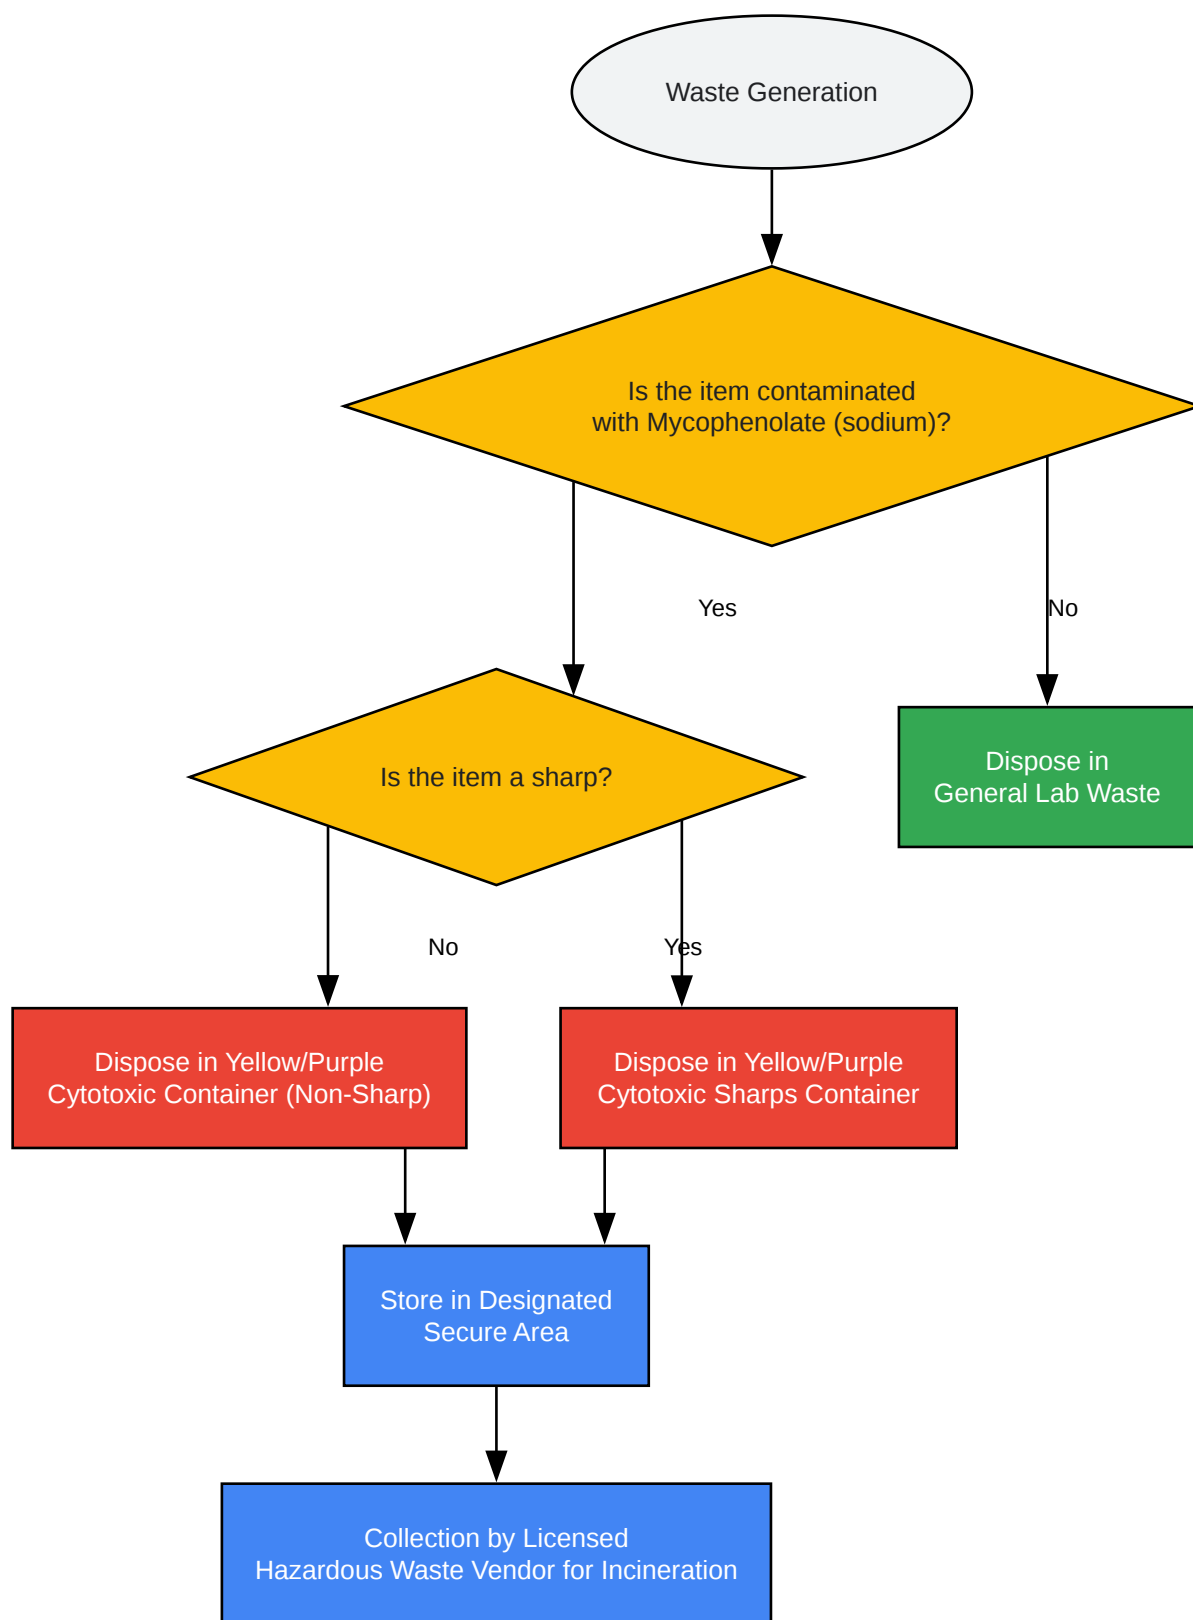 Waste Generation
Is the item contaminated
with Mycophenolate (sodium)?
Yes
No
Is the item a sharp?
Dispose in
General Lab Waste
No
Yes
Dispose in Yellow/Purple
Cytotoxic Container (Non-Sharp)
Dispose in Yellow/Purple
Cytotoxic Sharps Container
Store in Designated
Secure Area
Collection by Licensed
Hazardous Waste Vendor for Incineration